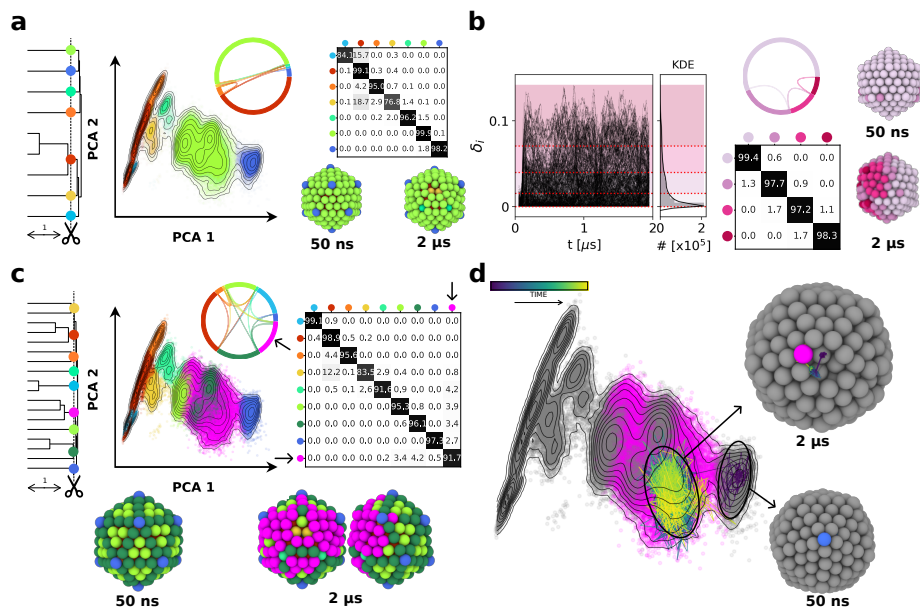 a
PCA 2
PCA 1
1
84.1 15.7 0.0 0.3 0.0 0.0 0.0
0.1 99.1 0.3 0.4 0.0 0.0 0.0
0.0 4.2 95.0 0.7 0.0 0.0 0.0
0.1 18.7 2.9 76.8 1.4 0.1 0.0
0.0 0.0 0.0 2.0 96.2 1.5 0.0
0.0 0.0 0.0 0.0 0.0 99.9 0.1
0.0 0.0 0.0 0.0 0.0 1.8 98.2
50 ns
2 μs
b
KDE
δi
0.1
0
0
20
2
t [μs]
# [x10⁵]
99.4 0.6 0.0 0.0
1.3 97.7 0.9 0.0
0.0 1.7 97.2 1.1
0.0 0.0 1.7 98.3
50 ns
2 μs
c
PCA 2
PCA 1
1
99.1 0.9 0.0 0.0 0.0 0.0 0.0 0.0 0.0
0.4 98.9 0.5 0.1 0.0 0.0 0.0 0.0 0.0
0.0 4.4 95.6 0.0 0.0 0.0 0.0 0.0 0.0
0.0 12.2 0.1 83.5 2.9 0.4 0.0 0.0 0.8
0.0 0.5 0.1 2.6 91.6 0.9 0.0 0.0 4.2
0.0 0.0 0.0 0.0 0.0 95.3 0.8 0.0 3.9
0.0 0.0 0.0 0.0 0.0 0.6 96.1 0.0 3.4
0.0 0.0 0.0 0.0 0.0 0.0 0.0 97.3 2.7
0.0 0.0 0.0 0.0 0.2 3.4 4.2 0.5 91.7
50 ns
2 μs
d
TIME
2 μs
50 ns